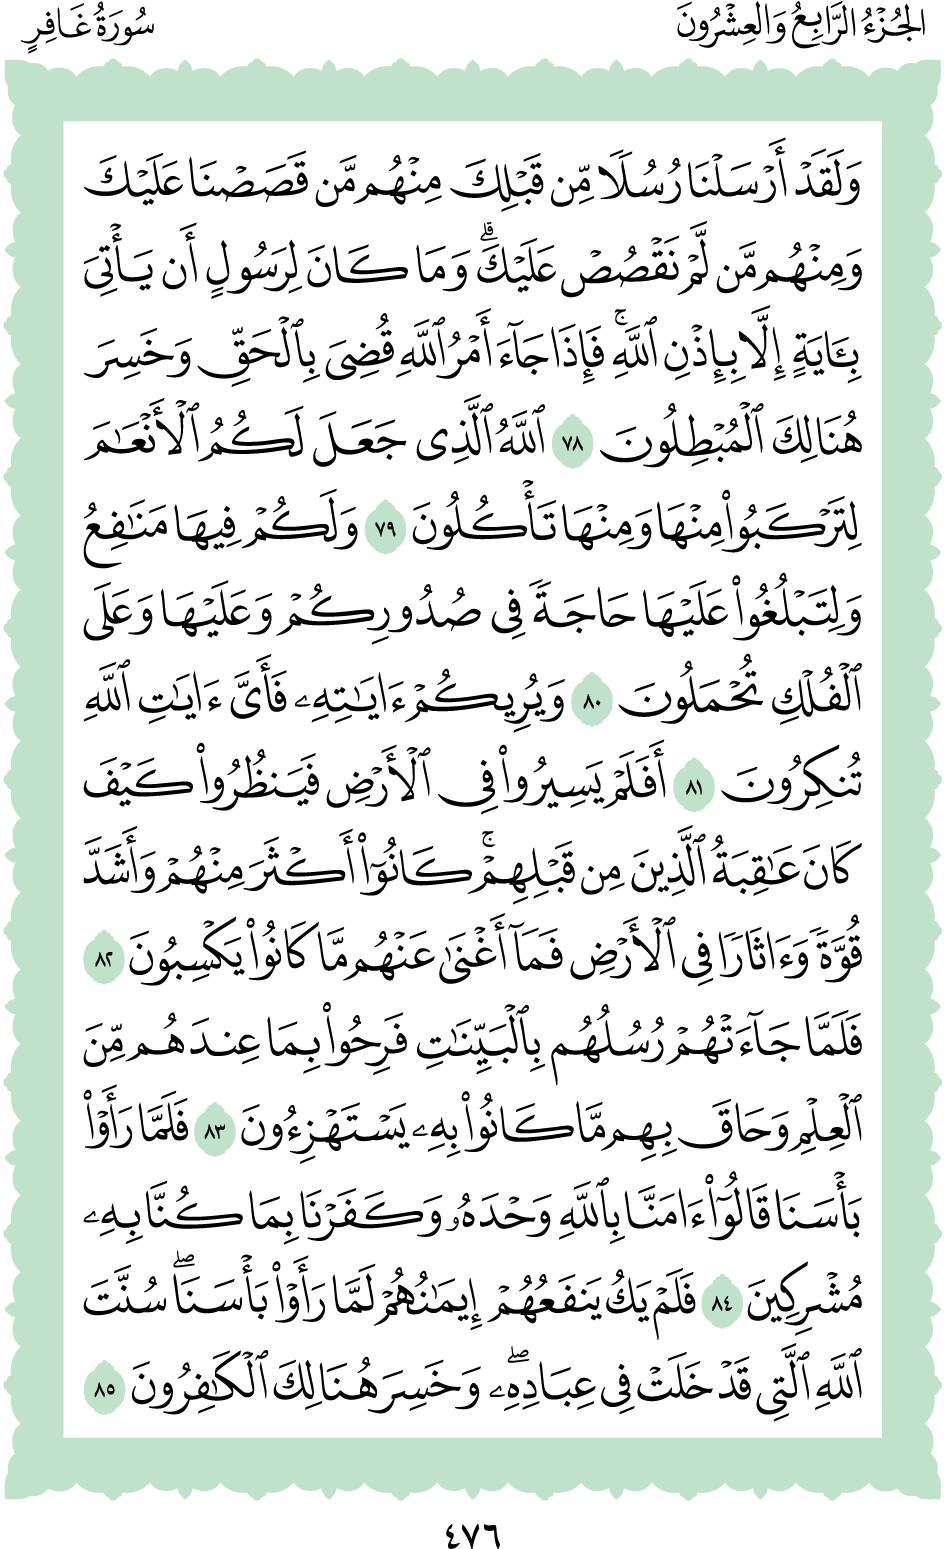 الجُزْءُ الرَّابِعُ وَالعِشْرُونَ
سُورَةُ غَافِرٍ
وَلَقَدۡ أَرۡسَلۡنَا رُسُلٗا مِّن قَبۡلِكَ مِنۡهُم مَّن قَصَصۡنَا عَلَيۡكَ
وَمِنۡهُم مَّن لَّمۡ نَقۡصُصۡ عَلَيۡكَۗ وَمَا كَانَ لِرَسُولٍ أَن يَأۡتِيَ
بِـَٔايَةٍ إِلَّا بِإِذۡنِ ٱللَّهِۚ فَإِذَا جَآءَ أَمۡرُ ٱللَّهِ قُضِيَ بِٱلۡحَقِّ وَخَسِرَ
هُنَالِكَ ٱلۡمُبۡطِلُونَ ٧٨ ٱللَّهُ ٱلَّذِي جَعَلَ لَكُمُ ٱلۡأَنۡعَٰمَ
لِتَرۡكَبُواْ مِنۡهَا وَمِنۡهَا تَأۡكُلُونَ ٧٩ وَلَكُمۡ فِيهَا مَنَٰفِعُ
وَلِتَبۡلُغُواْ عَلَيۡهَا حَاجَةٗ فِي صُدُورِكُمۡ وَعَلَيۡهَا وَعَلَى
ٱلۡفُلۡكِ تُحۡمَلُونَ ٨٠ وَيُرِيكُمۡ ءَايَٰتِهِۦ فَأَيَّ ءَايَٰتِ ٱللَّهِ
تُنكِرُونَ ٨١ أَفَلَمۡ يَسِيرُواْ فِي ٱلۡأَرۡضِ فَيَنظُرُواْ كَيۡفَ
كَانَ عَٰقِبَةُ ٱلَّذِينَ مِن قَبۡلِهِمۡۚ كَانُوٓاْ أَكۡثَرَ مِنۡهُمۡ وَأَشَدَّ
قُوَّةٗ وَءَاثَارٗا فِي ٱلۡأَرۡضِ فَمَآ أَغۡنَىٰ عَنۡهُم مَّا كَانُواْ يَكۡسِبُونَ ٨٢
فَلَمَّا جَآءَتۡهُمۡ رُسُلُهُم بِٱلۡبَيِّنَٰتِ فَرِحُواْ بِمَا عِندَهُم مِّنَ
ٱلۡعِلۡمِ وَحَاقَ بِهِم مَّا كَانُواْ بِهِۦ يَسۡتَهۡزِءُونَ ٨٣ فَلَمَّا رَأَوۡاْ
بَأۡسَنَا قَالُوٓاْ ءَامَنَّا بِٱللَّهِ وَحۡدَهُۥ وَكَفَرۡنَا بِمَا كُنَّا بِهِۦ
مُشۡرِكِينَ ٨٤ فَلَمۡ يَكُ يَنفَعُهُمۡ إِيمَٰنُهُمۡ لَمَّا رَأَوۡاْ بَأۡسَنَاۖ سُنَّتَ
ٱللَّهِ ٱلَّتِي قَدۡ خَلَتۡ فِي عِبَادِهِۦۖ وَخَسِرَ هُنَالِكَ ٱلۡكَٰفِرُونَ ٨٥
٤٧٦